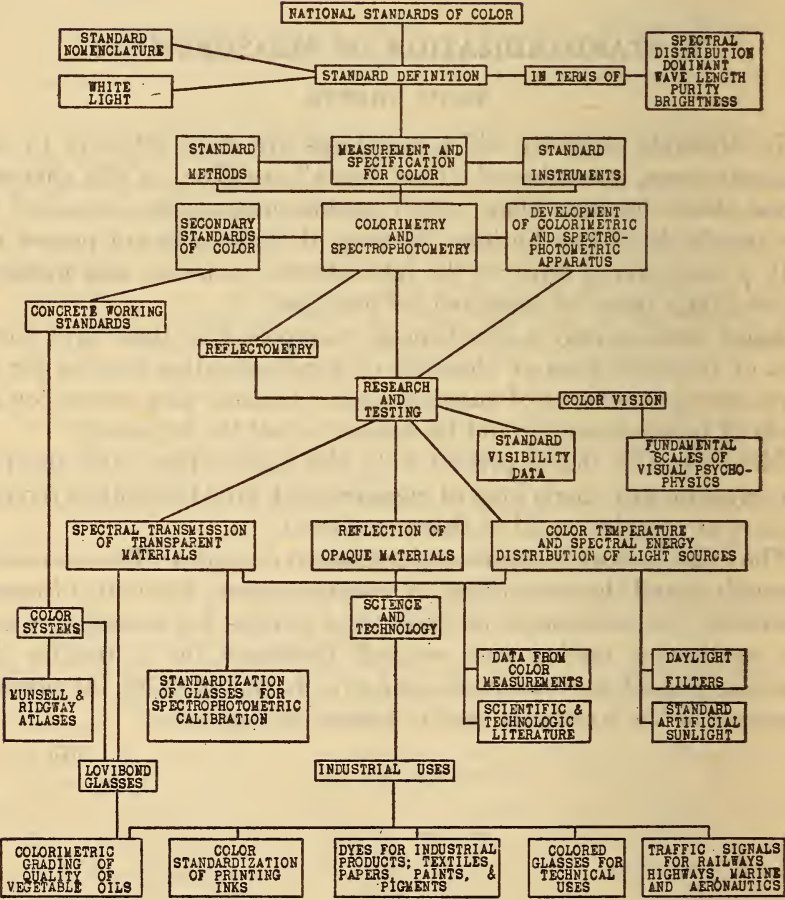 NATIONAL STANDARDS OF COLOR
STANDARD
NOMENCLATURE
WHITE
LIGHT
STANDARD DEFINITION
IN TERMS OF
SPECTRAL
DISTRIBUTION
DOMINANT
WAVE LENGTH
PURITY
BRIGHTNESS
STANDARD
METHODS
MEASUREMENT AND
SPECIFICATION
FOR COLOR
STANDARD
INSTRUMENTS
SECONDARY
STANDARDS
OF COLOR
COLORIMETRY
AND
SPECTROPHOTOMETRY
DEVELOPMENT
OF COLORIMETRIC
AND SPECTRO-
PHOTOMETRIC
APPARATUS
CONCRETE WORKING
STANDARDS
REFLECTOMETRY
RESEARCH
AND
TESTING
COLOR VISION
STANDARD
VISIBILITY
DATA
FUNDAMENTAL
SCALES OF
VISUAL PSYCHO-
PHYSICS
SPECTRAL TRANSMISSION
OF TRANSPARENT
MATERIALS
REFLECTION OF
OPAQUE MATERIALS
COLOR TEMPERATURE
AND SPECTRAL ENERGY
DISTRIBUTION OF LIGHT SOURCES
COLOR
SYSTEMS
SCIENCE
AND
TECHNOLOGY
MUNSELL &
RIDGWAY
ATLASES
STANDARDIZATION
OF GLASSES FOR
SPECTROPHOTOMETRIC
CALIBRATION
DATA FROM
COLOR
MEASUREMENTS
DAYLIGHT
FILTERS
SCIENTIFIC &
TECHNOLOGIC
LITERATURE
STANDARD
ARTIFICIAL
SUNLIGHT
LOVIBOND
GLASSES
INDUSTRIAL USES
COLORIMETRIC
GRADING OF
QUALITY OF
VEGETABLE OILS
COLOR
STANDARDIZATION
OF PRINTING
INKS
DYES FOR INDUSTRIAL
PRODUCTS; TEXTILES,
PAPERS, PAINTS, &
PIGMENTS
COLORED
GLASSES FOR
TECHNICAL
USES
TRAFFIC SIGNALS
FOR RAILWAYS
HIGHWAYS, MARINE
AND AERONAUTICS